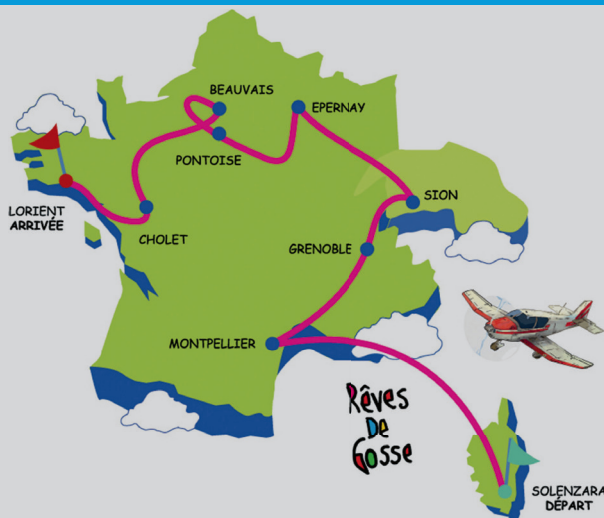 BEAUVAIS
EPERNAY
PONTOISE
SION
LORIENT
ARRIVÉE
CHOLET
GRENOBLE
MONTPELLIER
Rêves
De
Gosse
SOLENZARA
DÉPART